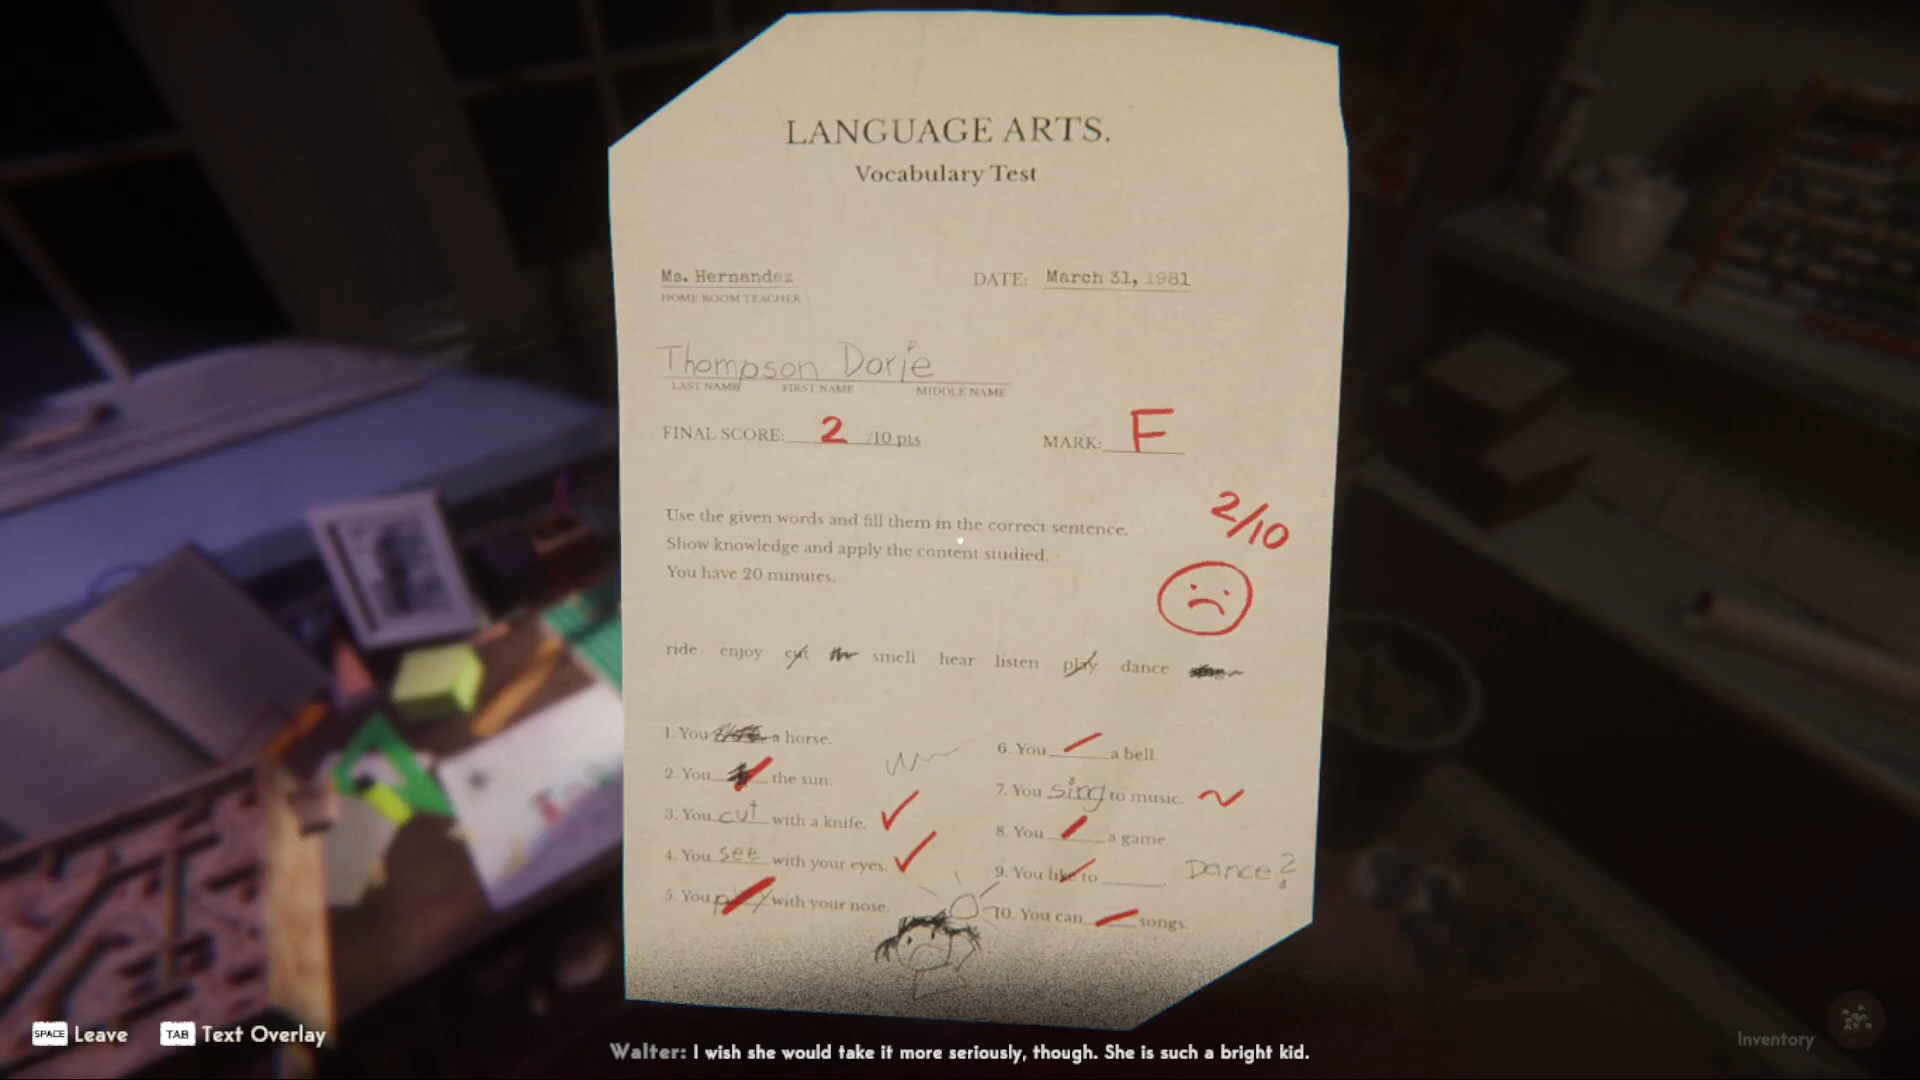 LANGUAGE ARTS.
Vocabulary Test
Ms. Hernandez
HOME ROOM TEACHER
DATE: March 31, 1981
Thompson Dorie
LAST NAME FIRST NAME MIDDLE NAME
FINAL SCORE: 2 /10 pts
MARK: F
2/10
Use the given words and fill them in the correct sentence.
Show knowledge and apply the content studied.
You have 20 minutes.
ride enjoy cut smell hear listen play dance
1. You a horse.
2. You the sun.
3. You cut with a knife.
4. You see with your eyes.
5. You play with your nose.
6. You a bell.
7. You sing to music.
8. You a game.
9. You like to
Dance?
10. You can songs.
SPACE Leave
TAB Text Overlay
Walter: I wish she would take it more seriously, though. She is such a bright kid.
Inventory